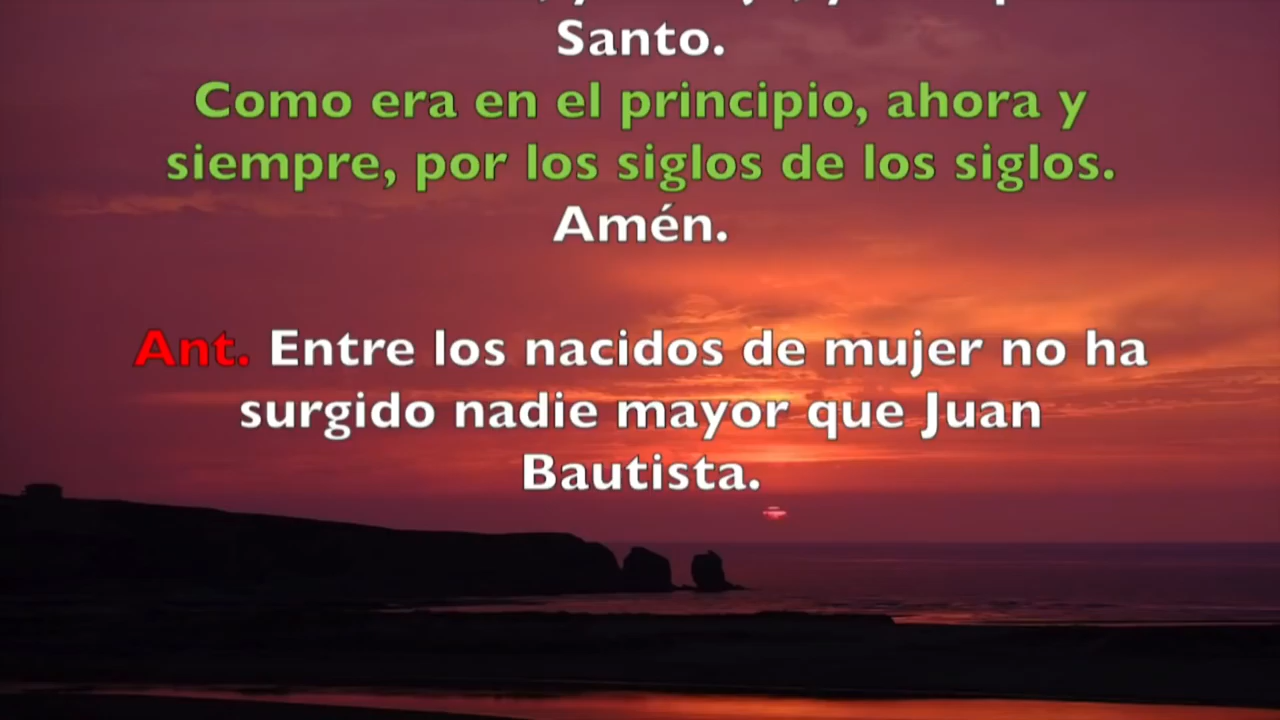 Santo.
Como era en el principio, ahora y
siempre, por los siglos de los siglos.
Amén.
Ant. Entre los nacidos de mujer no ha
surgido nadie mayor que Juan
Bautista.